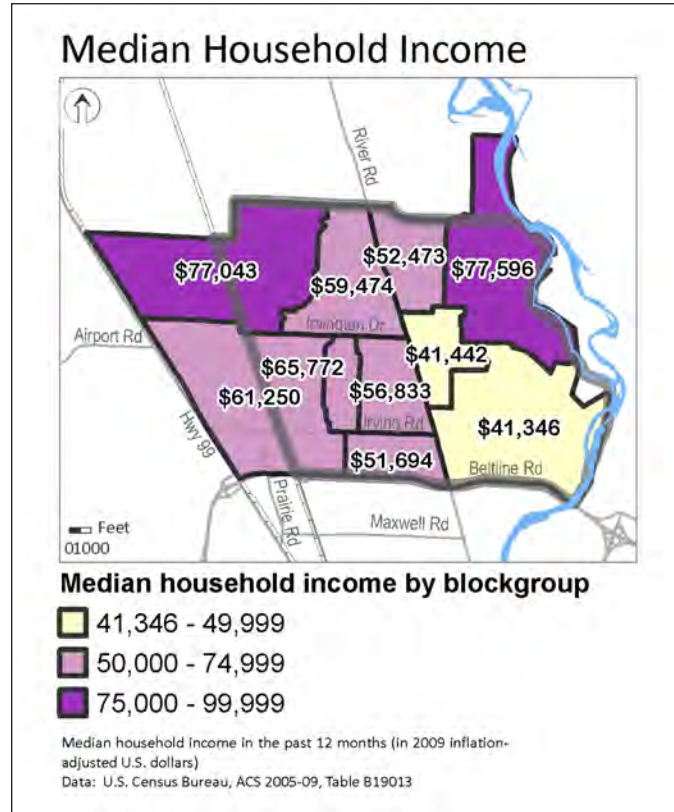 Median Household Income
River Rd
$52,473
$77,043
$77,596
$59,474
Irvington Dr
Airport Rd
$41,442
$65,772
$56,833
$61,250
Irving Rd
$41,346
Hwy 99
$51,694
Beltline Rd
Prairie Rd
Maxwell Rd
Feet
01000
Median household income by blockgroup
41,346 - 49,999
50,000 - 74,999
75,000 - 99,999
Median household income in the past 12 months (in 2009 inflation-
adjusted U.S. dollars)
Data: U.S. Census Bureau, ACS 2005-09, Table B19013